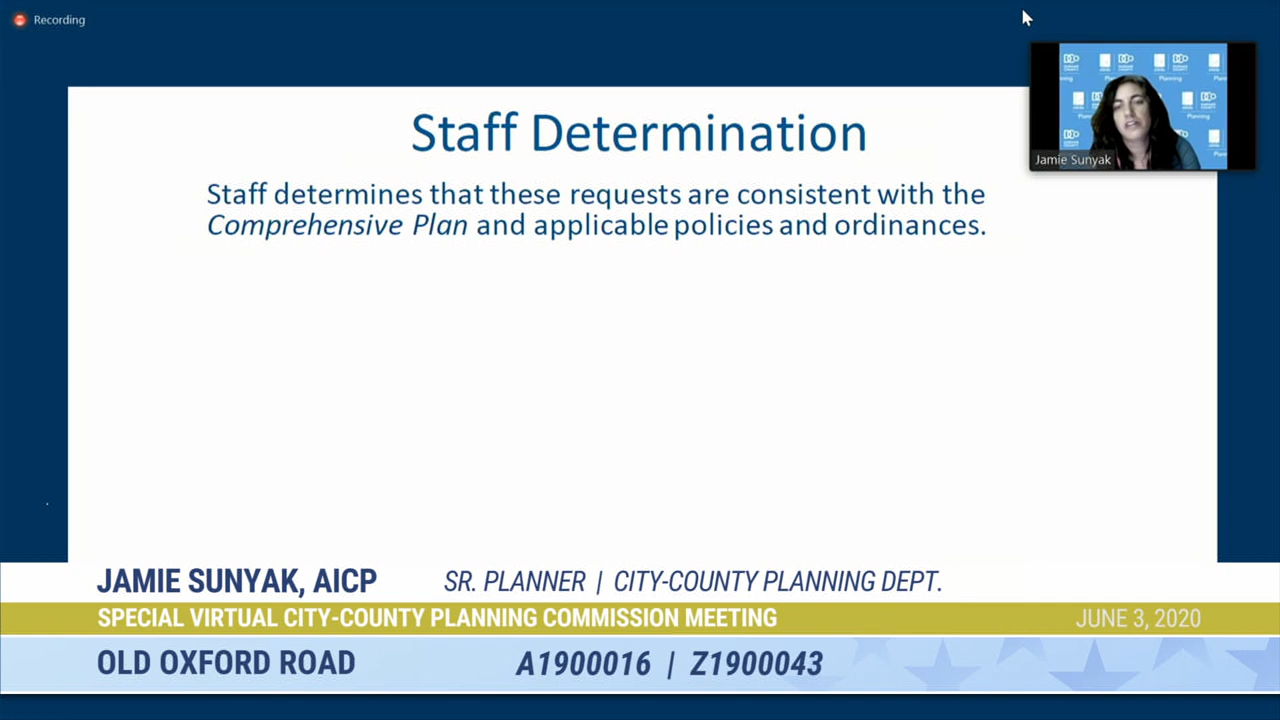 Recording
Staff Determination
Staff determines that these requests are consistent with the
Comprehensive Plan and applicable policies and ordinances.
Jamie Sunyak
JAMIE SUNYAK, AICP SR. PLANNER | CITY-COUNTY PLANNING DEPT.
SPECIAL VIRTUAL CITY-COUNTY PLANNING COMMISSION MEETING JUNE 3, 2020
OLD OXFORD ROAD A1900016 | Z1900043